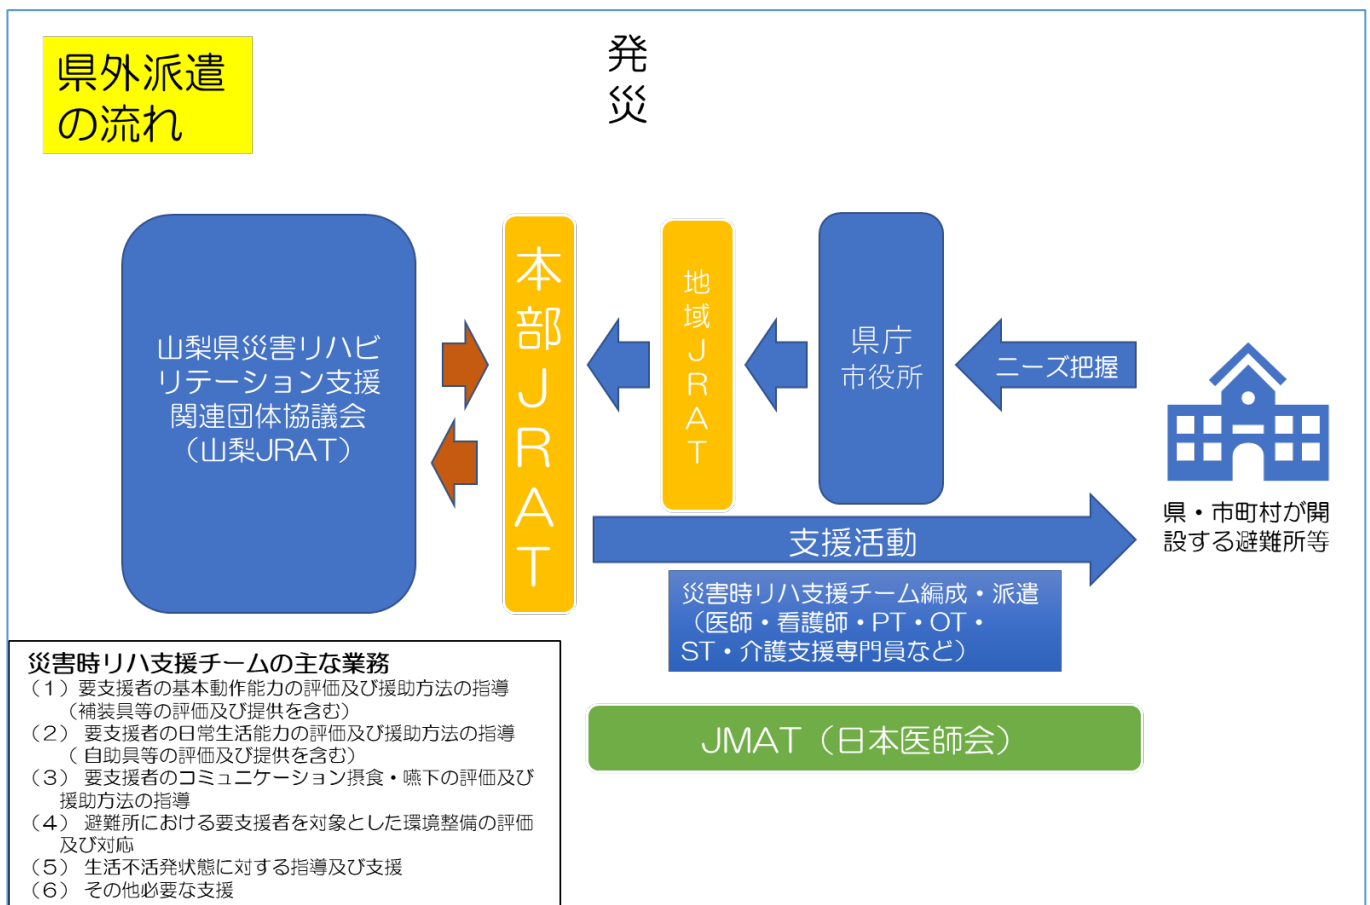 県外派遣
の流れ
発
災
山梨県災害リハビ
リテーション支援
関連団体協議会
（山梨JRAT）
本部JRAT
地域JRAT
県庁
市役所
ニーズ把握
県・市町村が開
設する避難所等
支援活動
災害時リハ支援チーム編成・派遣
（医師・看護師・PT・OT・
ST・介護支援専門員など）
JMAT（日本医師会）
災害時リハ支援チームの主な業務
（1）要支援者の基本動作能力の評価及び援助方法の指導
（補装具等の評価及び提供を含む）
（2） 要支援者の日常生活能力の評価及び援助方法の指導
（ 自助具等の評価及び提供を含む）
（3） 要支援者のコミュニケーション摂食・嚥下の評価及び
援助方法の指導
（4） 避難所における要支援者を対象とした環境整備の評価
及び対応
（5） 生活不活発状態に対する指導及び支援
（6） その他必要な支援